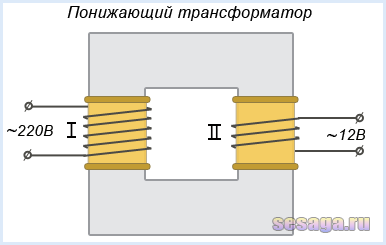 Понижающий трансформатор
~220В
I
II
~12В
sesaga.ru